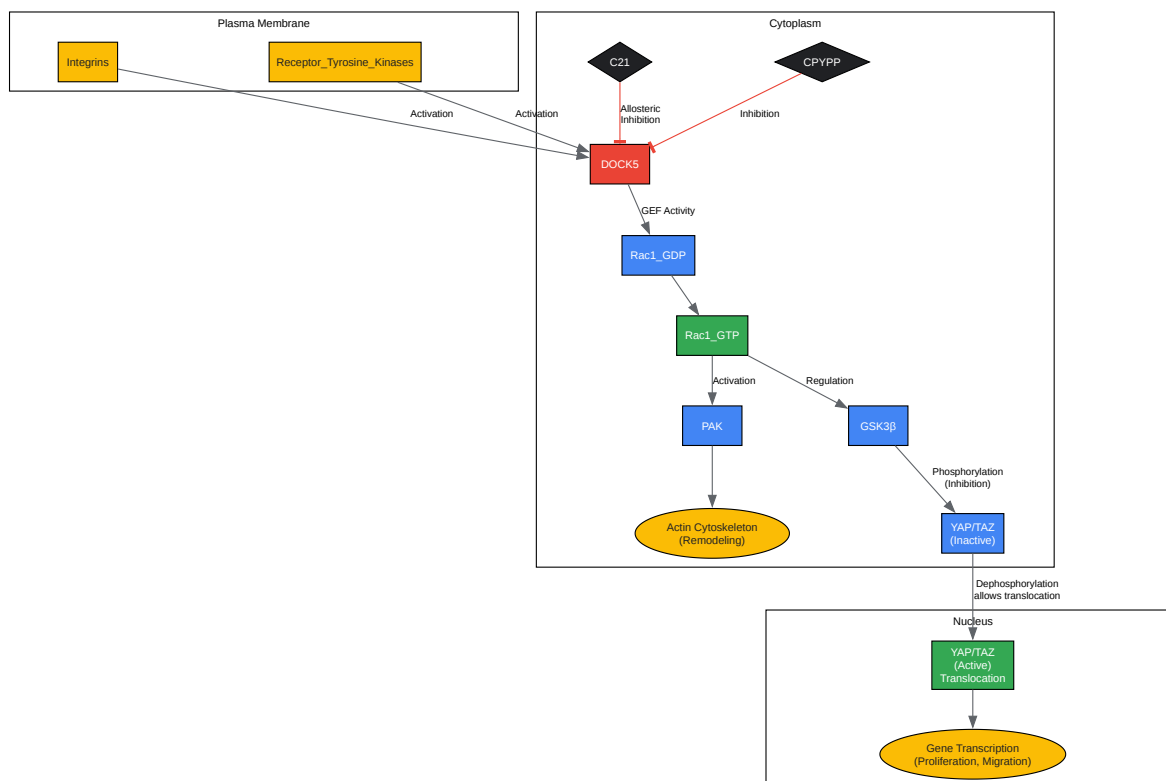 Plasma Membrane
Cytoplasm
Integrins
Receptor_Tyrosine_Kinases
C21
CPYPP
Activation
Activation
Allosteric
Inhibition
Inhibition
DOCK5
GEF Activity
Rac1_GDP
Rac1_GTP
Activation
Regulation
PAK
GSK3β
Phosphorylation
(Inhibition)
Actin Cytoskeleton
(Remodeling)
YAP/TAZ
(Inactive)
Dephosphorylation
allows translocation
Nucleus
YAP/TAZ
(Active)
Translocation
Gene Transcription
(Proliferation, Migration)